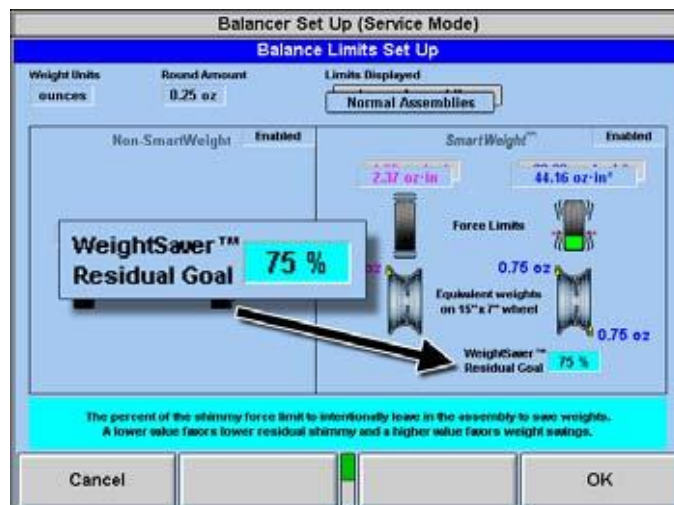 Balancer Set Up (Service Mode)
Balance Limits Set Up
Weight Units
Round Amount
Limits Displayed
ounces
0.25 oz
Normal Assemblies
Non-SmartWeight
Enabled
SmartWeight™
Enabled
2.37 oz-in
44.16 oz-in²
Force Limits
WeightSaver™
Residual Goal
75 %
oz
0.75 oz
Equivalent weights
on 15"x 7" wheel
0.75 oz
WeightSaver™
Residual Goal
75 %
The percent of the shimmy force limit to intentionally leave in the assembly to save weights.
A lower value favors lower residual shimmy and a higher value favors weight savings.
Cancel
OK